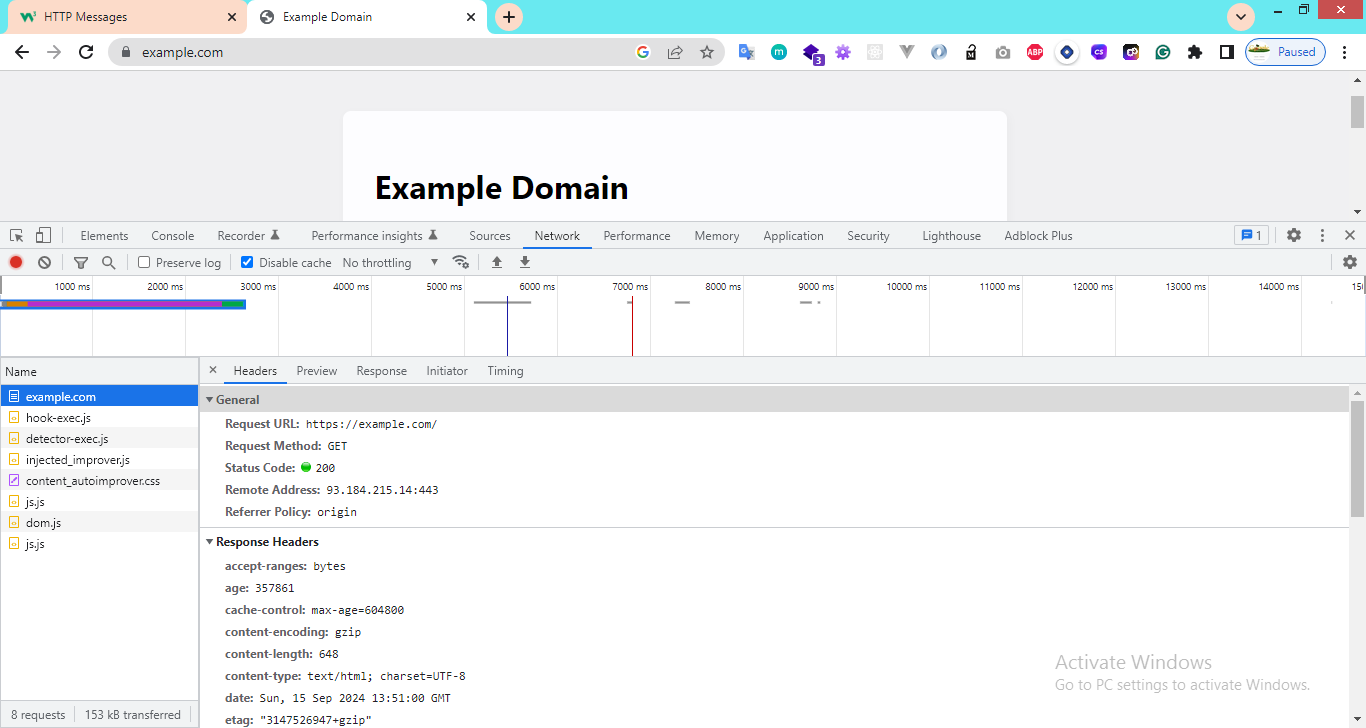 HTTP Messages
Example Domain
example.com
3
ABP
CS
Paused
Example Domain
Elements Console Recorder Performance insights Sources Network Performance Memory Application Security Lighthouse Adblock Plus 1
Preserve log Disable cache No throttling
1000 ms 2000 ms 3000 ms 4000 ms 5000 ms 6000 ms 7000 ms 8000 ms 9000 ms 10000 ms 11000 ms 12000 ms 13000 ms 14000 ms
Name
example.com
hook-exec.js
detector-exec.js
injected_improver.js
content_autoimprover.css
js.js
dom.js
js.js
8 requests 153 kB transferred
Headers Preview Response Initiator Timing
General
Request URL: https://example.com/
Request Method: GET
Status Code: 200
Remote Address: 93.184.215.14:443
Referrer Policy: origin
Response Headers
accept-ranges: bytes
age: 357861
cache-control: max-age=604800
content-encoding: gzip
content-length: 648
content-type: text/html; charset=UTF-8
date: Sun, 15 Sep 2024 13:51:00 GMT
etag: "3147526947+gzip"
Activate Windows
Go to PC settings to activate Windows.